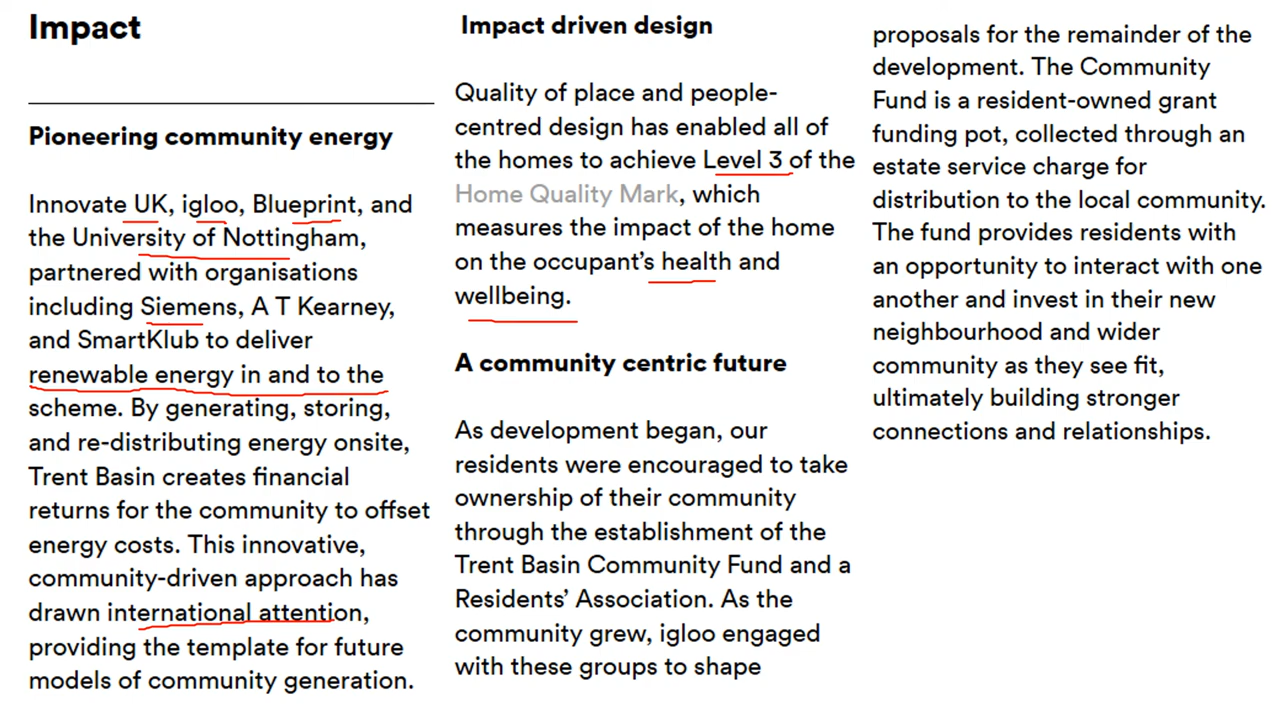 Impact
Pioneering community energy
Innovate UK, igloo, Blueprint, and
the University of Nottingham,
partnered with organisations
including Siemens, A T Kearney,
and SmartKlub to deliver
renewable energy in and to the
scheme. By generating, storing,
and re-distributing energy onsite,
Trent Basin creates financial
returns for the community to offset
energy costs. This innovative,
community-driven approach has
drawn international attention,
providing the template for future
models of community generation.
Impact driven design
Quality of place and people-
centred design has enabled all of
the homes to achieve Level 3 of the
Home Quality Mark, which
measures the impact of the home
on the occupant's health and
wellbeing.
A community centric future
As development began, our
residents were encouraged to take
ownership of their community
through the establishment of the
Trent Basin Community Fund and a
Residents' Association. As the
community grew, igloo engaged
with these groups to shape
proposals for the remainder of the
development. The Community
Fund is a resident-owned grant
funding pot, collected through an
estate service charge for
distribution to the local community.
The fund provides residents with
an opportunity to interact with one
another and invest in their new
neighbourhood and wider
community as they see fit,
ultimately building stronger
connections and relationships.